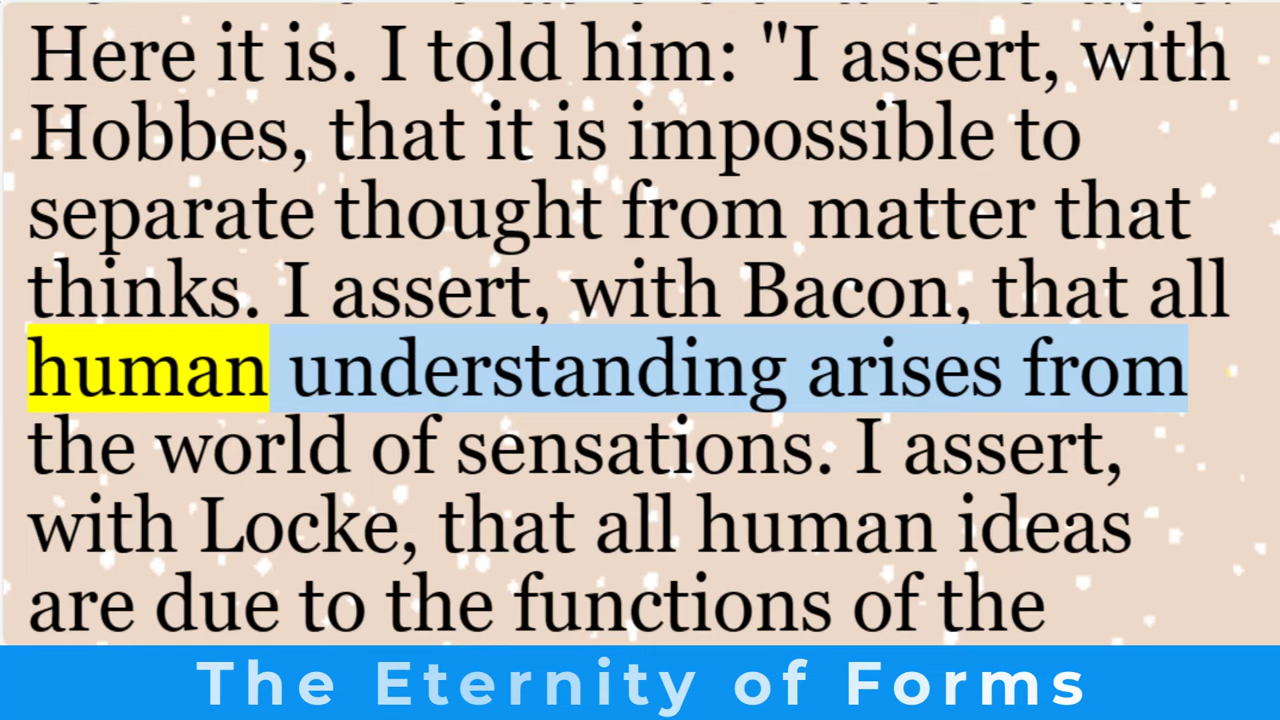 Here it is. I told him: "I assert, with
Hobbes, that it is impossible to
separate thought from matter that
thinks. I assert, with Bacon, that all
human understanding arises from
the world of sensations. I assert,
with Locke, that all human ideas
are due to the functions of the
The Eternity of Forms